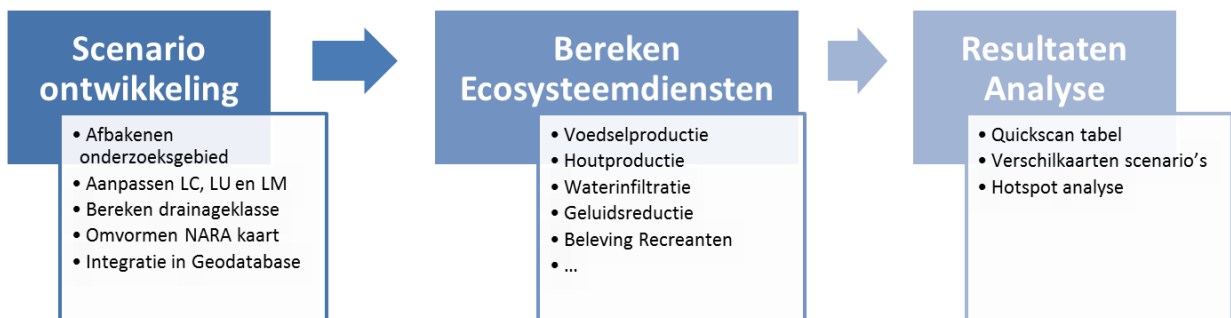 Scenario
ontwikkeling
• Afbakenen
onderzoeksgebied
• Aanpassen LC, LU en LM
• Bereken drainageklasse
• Omvormen NARA kaart
• Integratie in Geodatabase
Bereken
Ecosysteemdiensten
• Voedselproductie
• Houtproductie
• Waterinfiltratie
• Geluidsreductie
• Beleving Recreanten
• ...
Resultaten
Analyse
• Quickscan tabel
• Verschilkaarten scenario’s
• Hotspot analyse